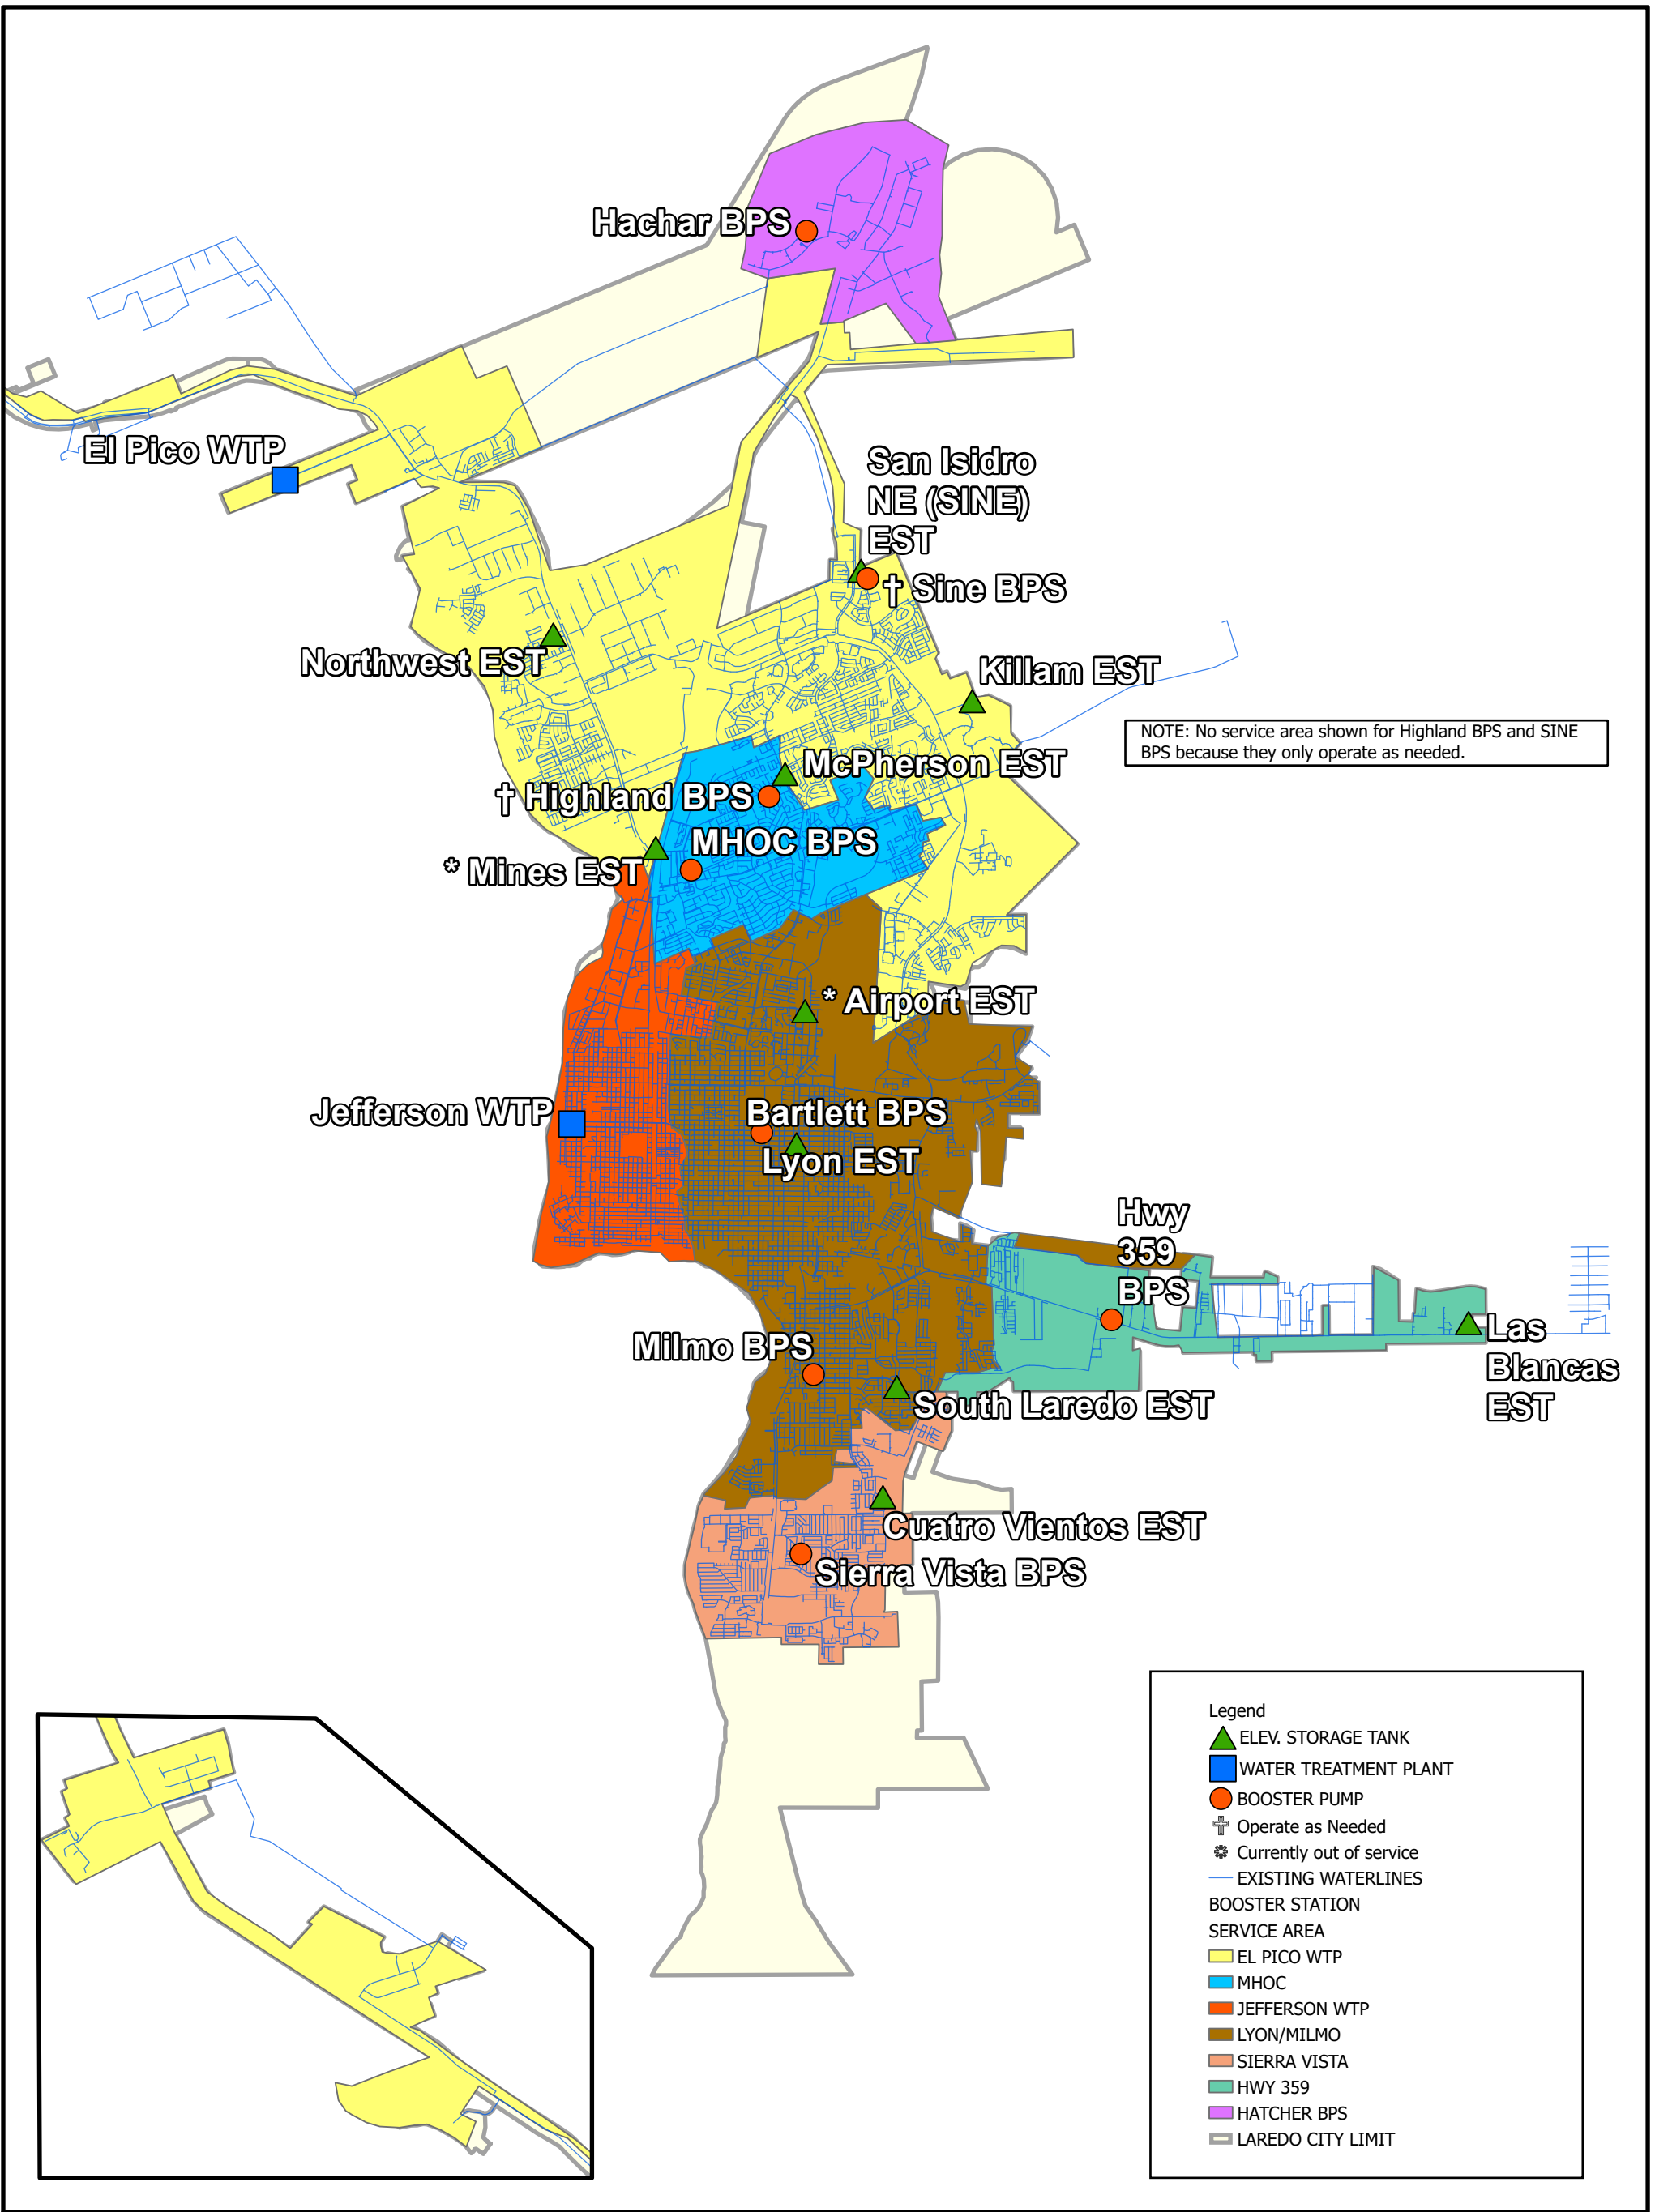 Hachar BPS
El Pico WTP
San Isidro
NE (SINE)
EST
† Sine BPS
Northwest EST
Killam EST
NOTE: No service area shown for Highland BPS and SINE
BPS because they only operate as needed.
McPherson EST
† Highland BPS
MHOC BPS
* Mines EST
* Airport EST
Jefferson WTP
Bartlett BPS
Lyon EST
Hwy
359
BPS
Las
Blancas
EST
Milmo BPS
South Laredo EST
Cuatro Vientos EST
Sierra Vista BPS
Legend
ELEV. STORAGE TANK
WATER TREATMENT PLANT
BOOSTER PUMP
✞ Operate as Needed
* Currently out of service
EXISTING WATERLINES
BOOSTER STATION
SERVICE AREA
EL PICO WTP
MHOC
JEFFERSON WTP
LYON/MILMO
SIERRA VISTA
HWY 359
HATCHER BPS
LAREDO CITY LIMIT